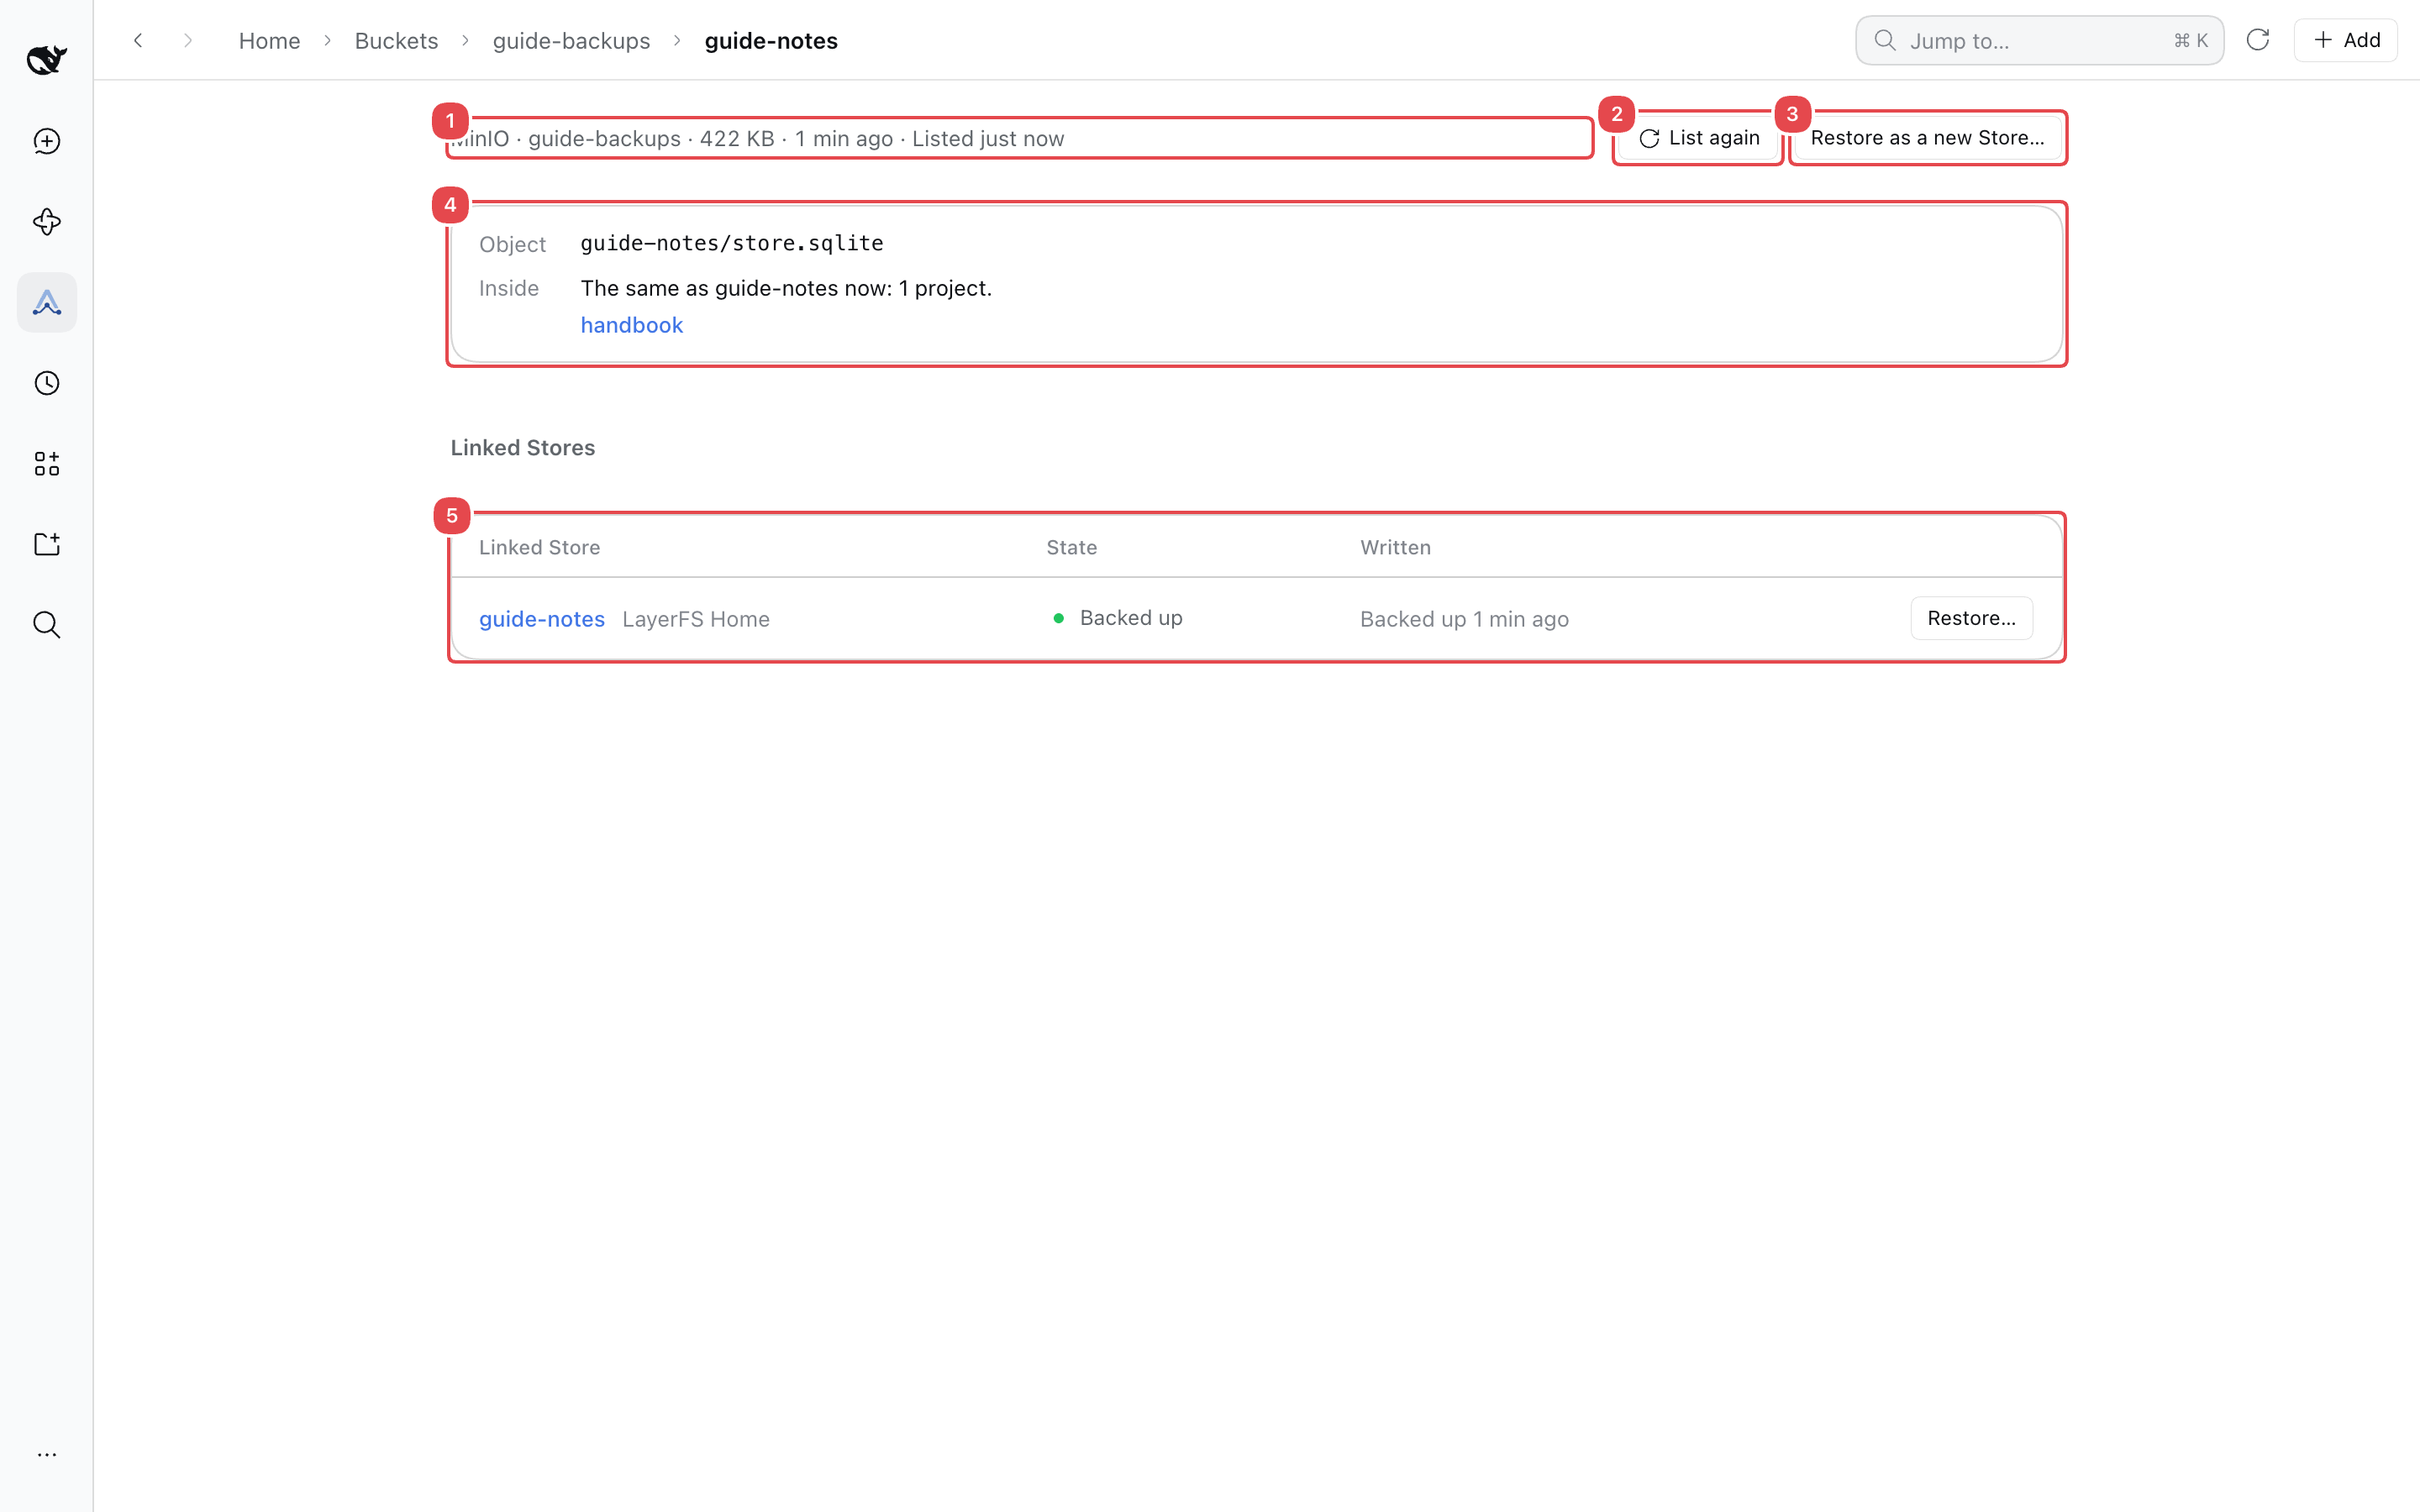 Home › Buckets › guide-backups › guide-notes
Jump to... ⌘ K
+ Add
1
MinIO · guide-backups · 422 KB · 1 min ago · Listed just now
2
List again
3
Restore as a new Store...
4
Object guide-notes/store.sqlite
Inside The same as guide-notes now: 1 project.
handbook
Linked Stores
5
Linked Store State Written
guide-notes LayerFS Home Backed up Backed up 1 min ago Restore...